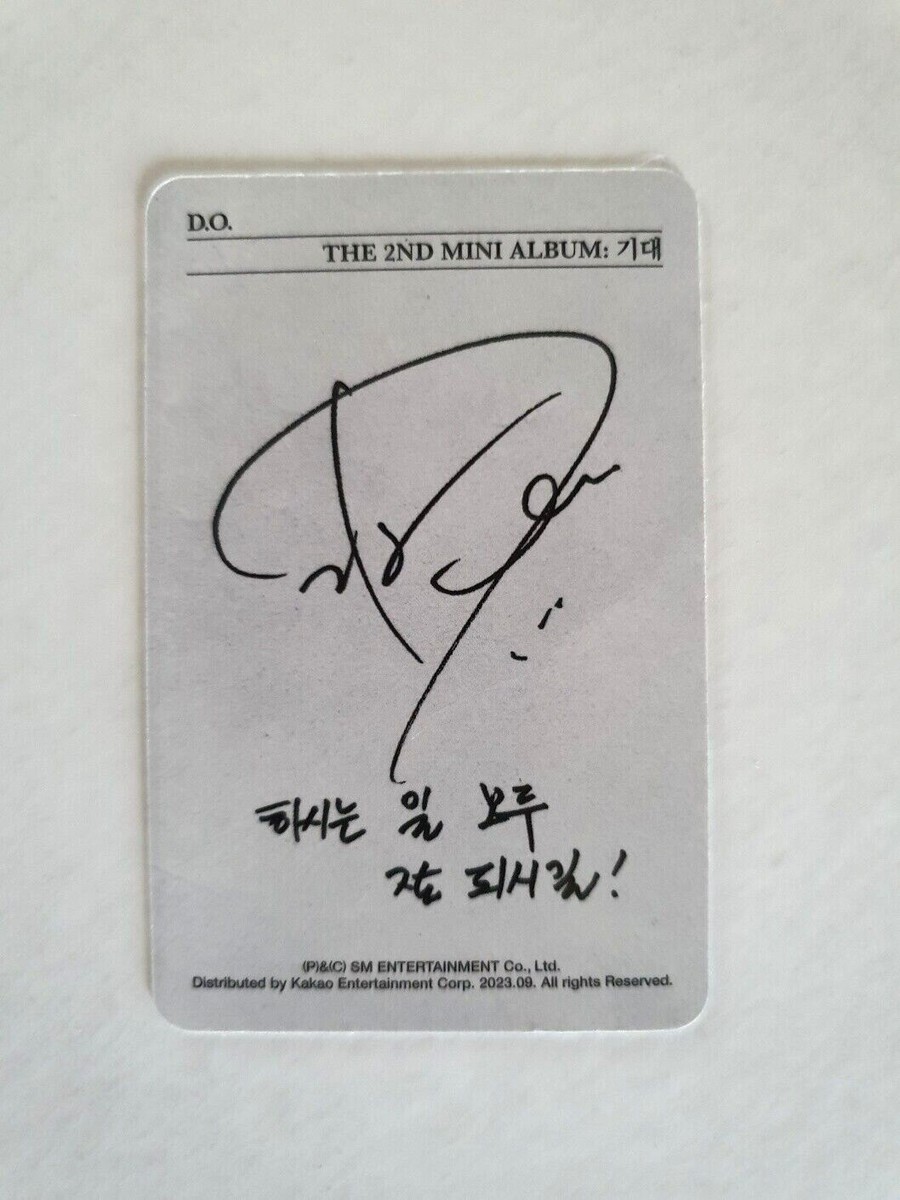 D.O.
THE 2ND MINI ALBUM: 기대
하시는 일 모두
잘 되시길!
(P)&(C) SM ENTERTAINMENT Co., Ltd.
Distributed by Kakao Entertainment Corp. 2023.09. All rights Reserved.